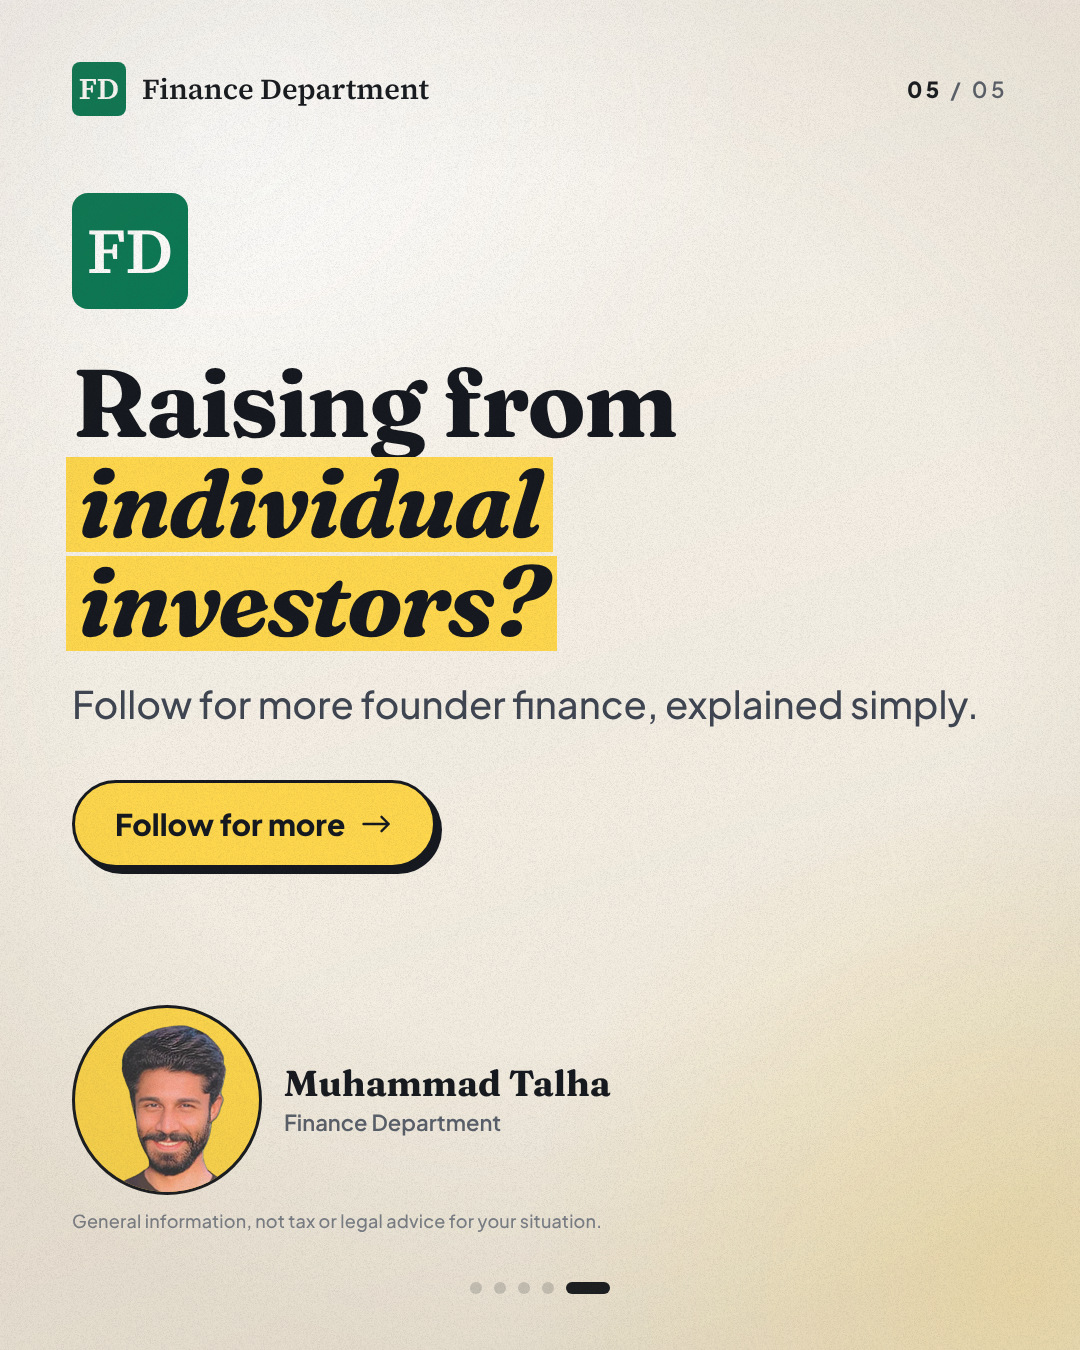 FD Finance Department
05 / 05
FD
Raising from
individual
investors?
Follow for more founder finance, explained simply.
Follow for more →
Muhammad Talha
Finance Department
General information, not tax or legal advice for your situation.